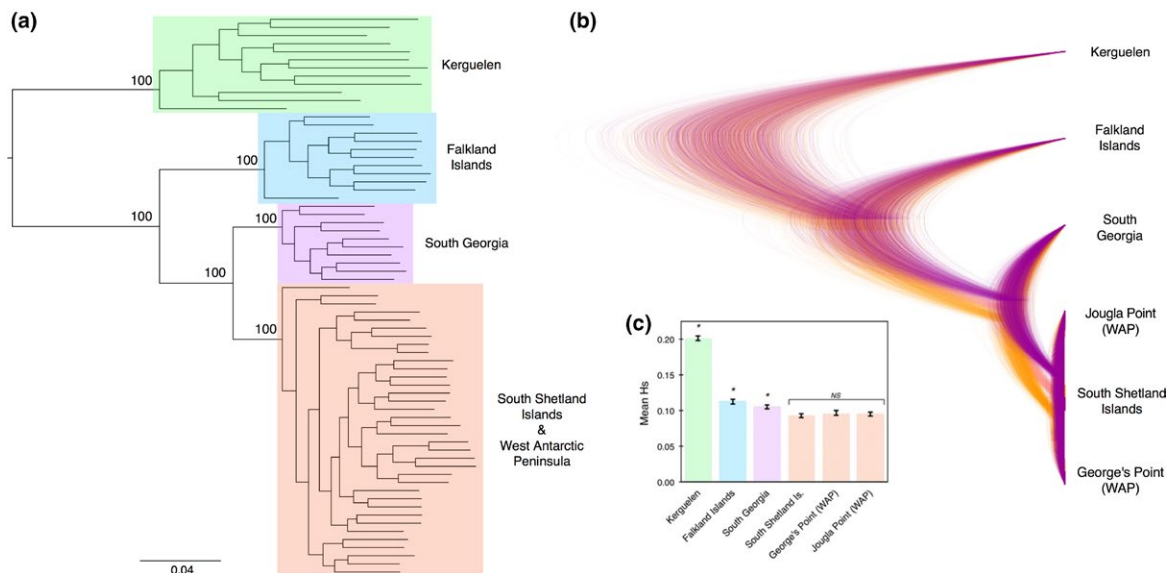 (a)
100
Kerguelen
100
Falkland
Islands
100
100
South Georgia
100
100
South Shetland
Islands
&
West Antarctic
Peninsula
0.04
(b)
Kerguelen
Falkland
Islands
South
Georgia
Jougla Point
(WAP)
South Shetland
Islands
George's Point
(WAP)
(c)
Mean Hs
0.20
0.15
0.10
0.05
0.00
*
*
*
NS
Kerguelen
Falkland Islands
South Georgia
South Shetland Is.
George's Point (WAP)
Jougla Point (WAP)